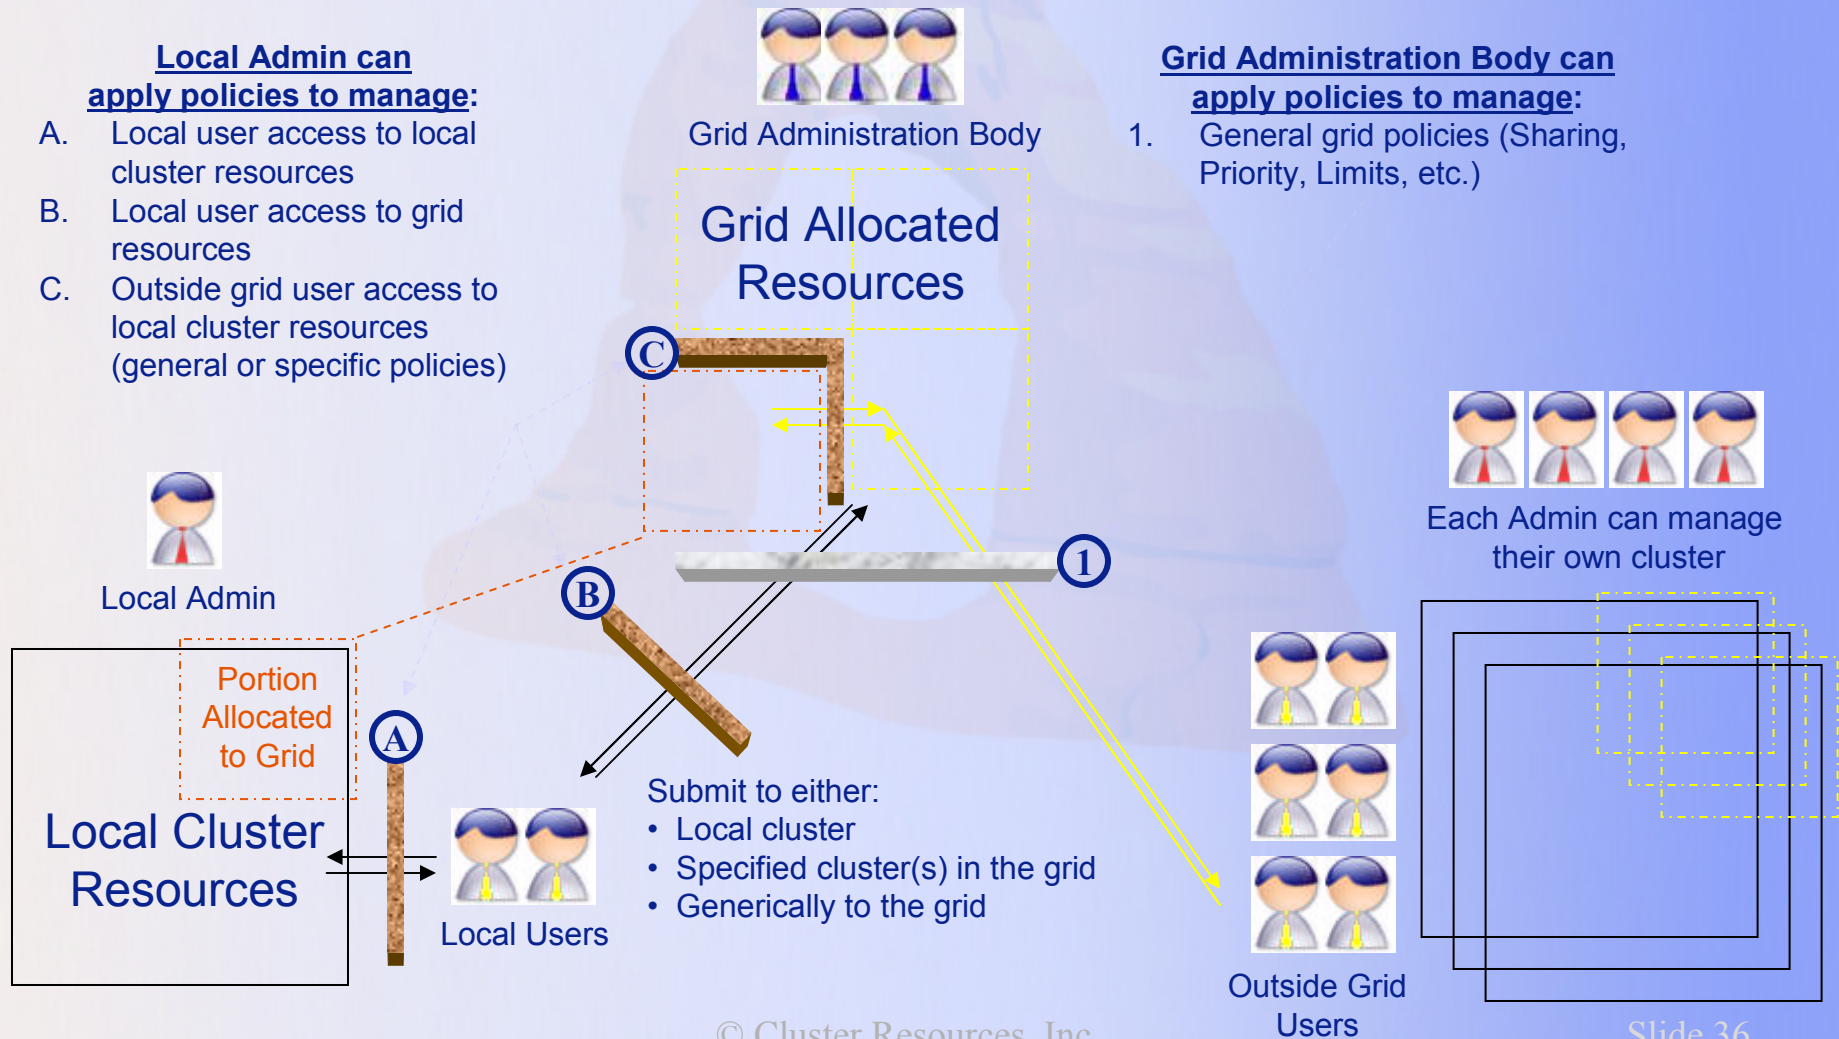 Local Admin can
apply policies to manage:
A. Local user access to local
cluster resources
B. Local user access to grid
resources
C. Outside grid user access to
local cluster resources
(general or specific policies)
Grid Administration Body
Grid Administration Body can
apply policies to manage:
1. General grid policies (Sharing,
Priority, Limits, etc.)
Grid Allocated
Resources
C
1
B
A
Local Admin
Portion
Allocated
to Grid
Local Cluster
Resources
Local Users
Submit to either:
• Local cluster
• Specified cluster(s) in the grid
• Generically to the grid
Each Admin can manage
their own cluster
Outside Grid
Users
© Cluster Resources, Inc.
Slide 36